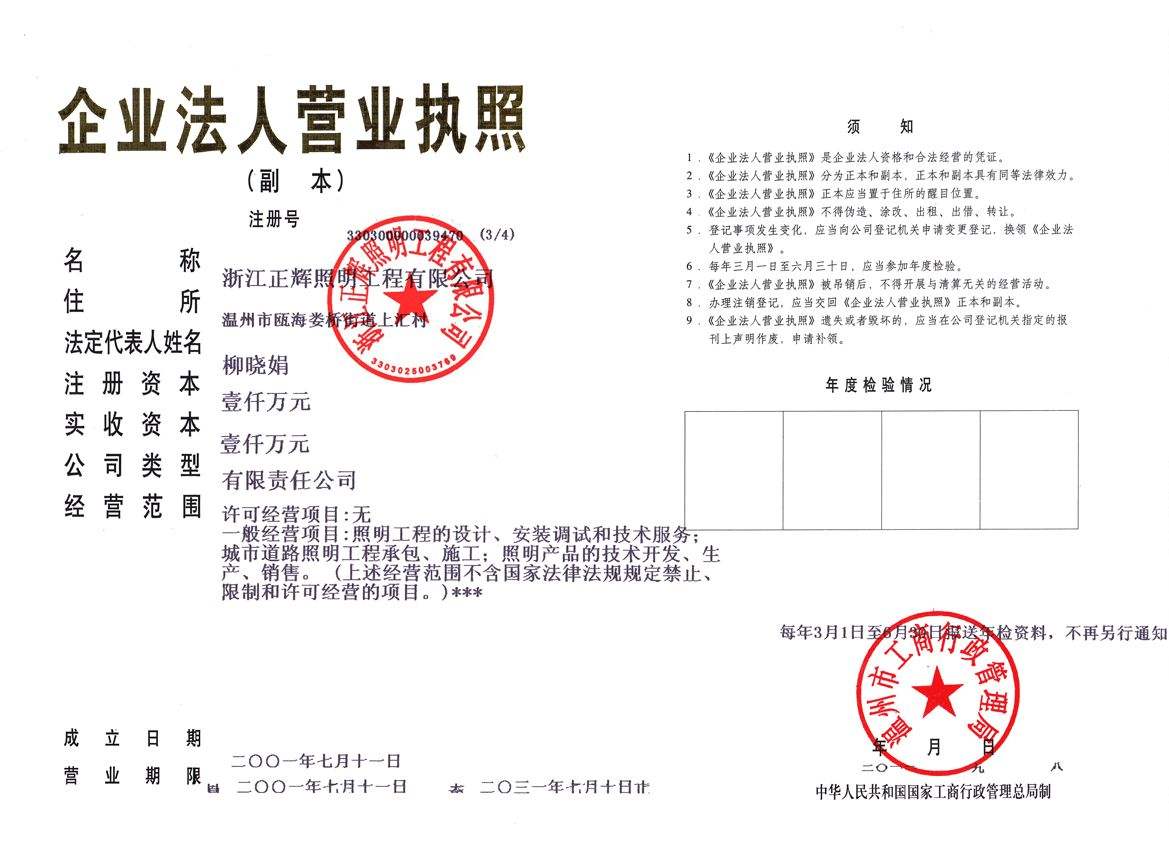 企业法人营业执照
(副 本)
注册号 330300000039470 (3/4)
名称 浙江正辉照明工程有限公司
住所 温州市瓯海娄桥街道上汇村
法定代表人姓名 柳晓娟
注册资本 壹仟万元
实收资本 壹仟万元
公司类型 有限责任公司
经营范围 许可经营项目:无
一般经营项目:照明工程的设计、安装调试和技术服务;
城市道路照明工程承包、施工;照明产品的技术开发、生
产、销售。(上述经营范围不含国家法律法规规定禁止、
限制和许可经营的项目。)***
浙江正辉照明工程有限公司
3303025003769
成立日期 二〇〇一年七月十一日
营业期限 自二〇〇一年七月十一日 至 二〇三一年七月十日止
须 知
1．《企业法人营业执照》是企业法人资格和合法经营的凭证。
2．《企业法人营业执照》分为正本和副本，正本和副本具有同等法律效力。
3．《企业法人营业执照》正本应当置于住所的醒目位置。
4．《企业法人营业执照》不得伪造、涂改、出租、出借、转让。
5．登记事项发生变化，应当向公司登记机关申请变更登记，换领《企业法
人营业执照》。
6．每年三月一日至六月三十日，应当参加年度检验。
7．《企业法人营业执照》被吊销后，不得开展与清算无关的经营活动。
8．办理注销登记，应当交回《企业法人营业执照》正本和副本。
9．《企业法人营业执照》遗失或者毁坏的，应当在公司登记机关指定的报
刊上声明作废，申请补领。
年度检验情况
每年3月1日至6月30日报送年检资料，不再另行通知
温州市工商行政管理局
年 月 日
九 八
中华人民共和国国家工商行政管理总局制